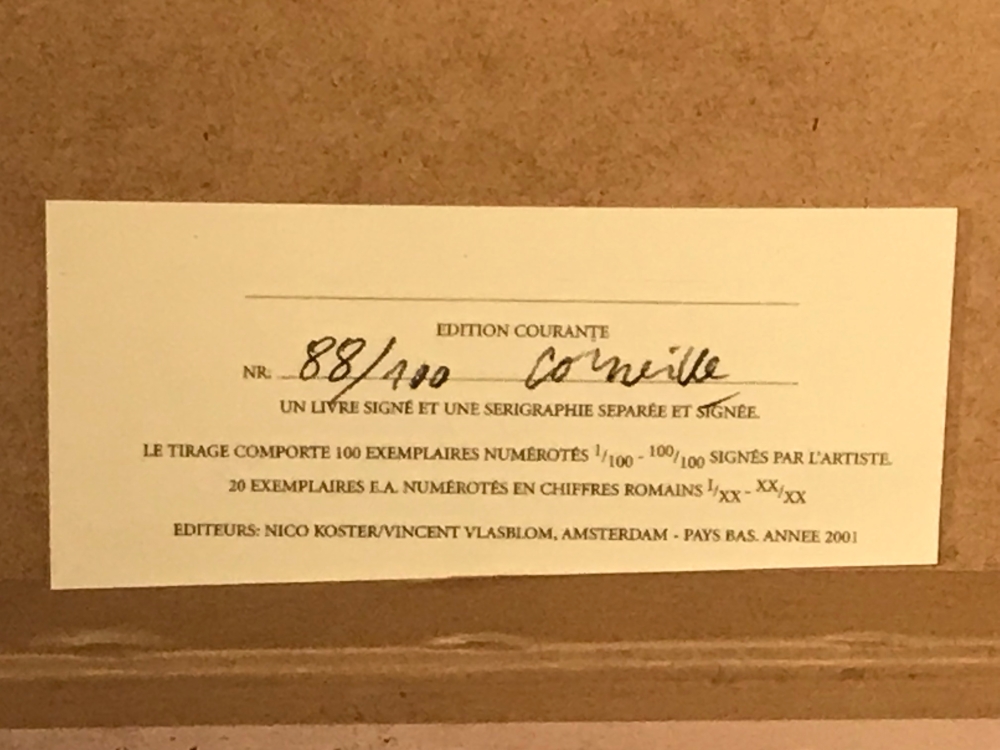 EDITION COURANTE
NR. 88/100 Corneille
UN LIVRE SIGNÉ ET UNE SERIGRAPHIE SEPARÉE ET SIGNÉE.
LE TIRAGE COMPORTE 100 EXEMPLAIRES NUMÉROTÉS 1/100 - 100/100 SIGNÉS PAR L'ARTISTE.
20 EXEMPLAIRES E.A. NUMÉROTÉS EN CHIFFRES ROMAINS I/XX - XX/XX
EDITEURS: NICO KOSTER/VINCENT VLASBLOM, AMSTERDAM - PAYS BAS. ANNEE 2001